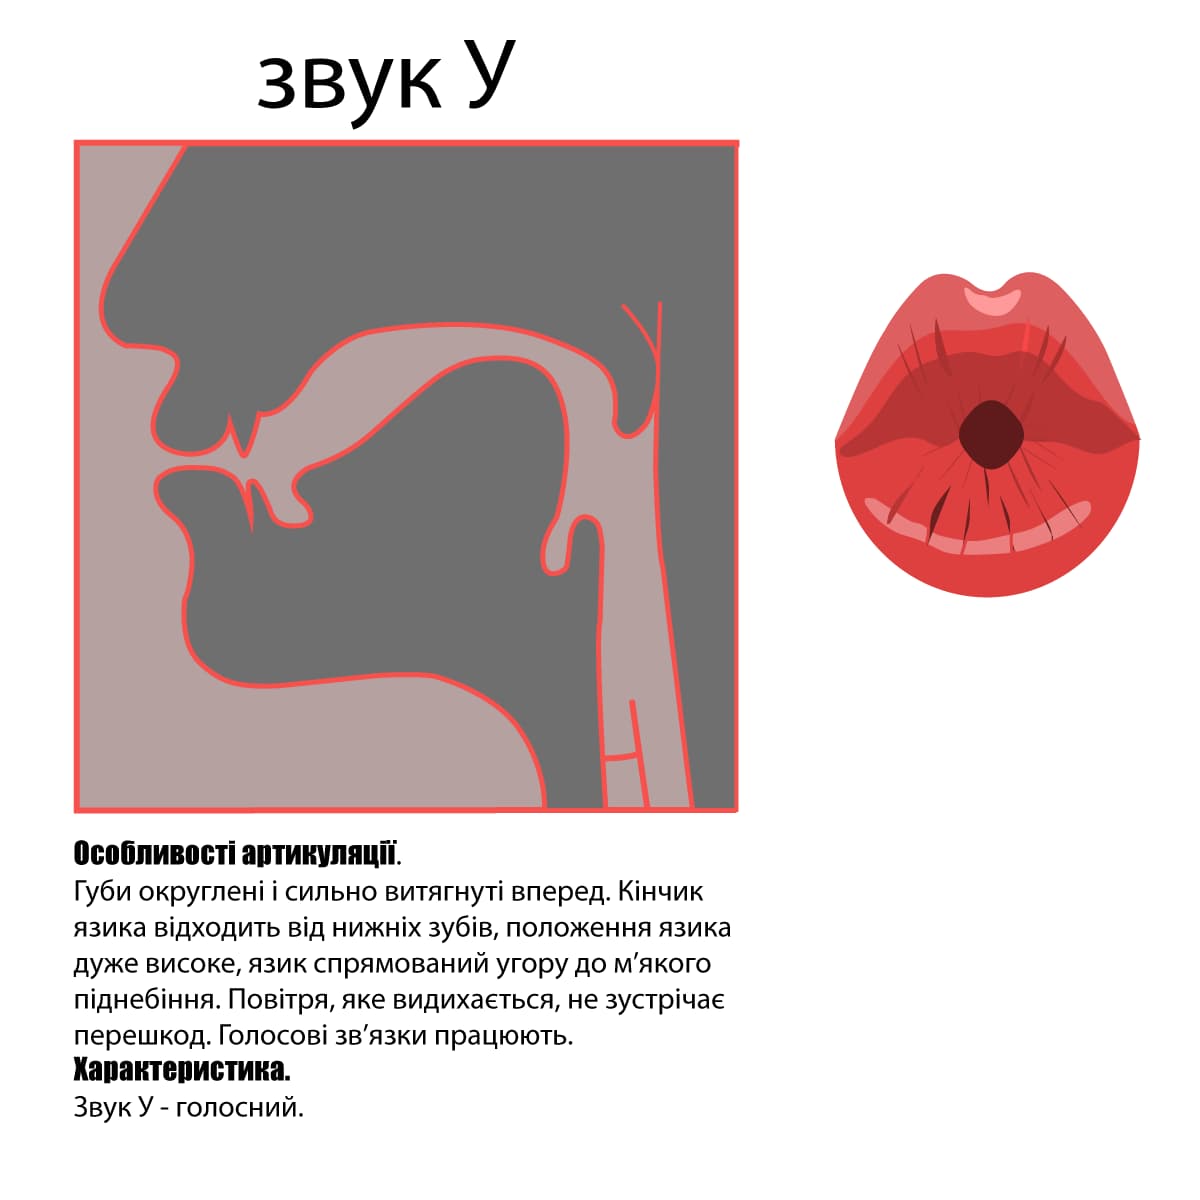 звук У
Особливості артикуляції.
Губи округлені і сильно витягнуті вперед. Кінчик
язика відходить від нижніх зубів, положення язика
дуже високе, язик спрямований угору до м’якого
піднебіння. Повітря, яке видихається, не зустрічає
перешкод. Голосові зв’язки працюють.
Характеристика.
Звук У - голосний.